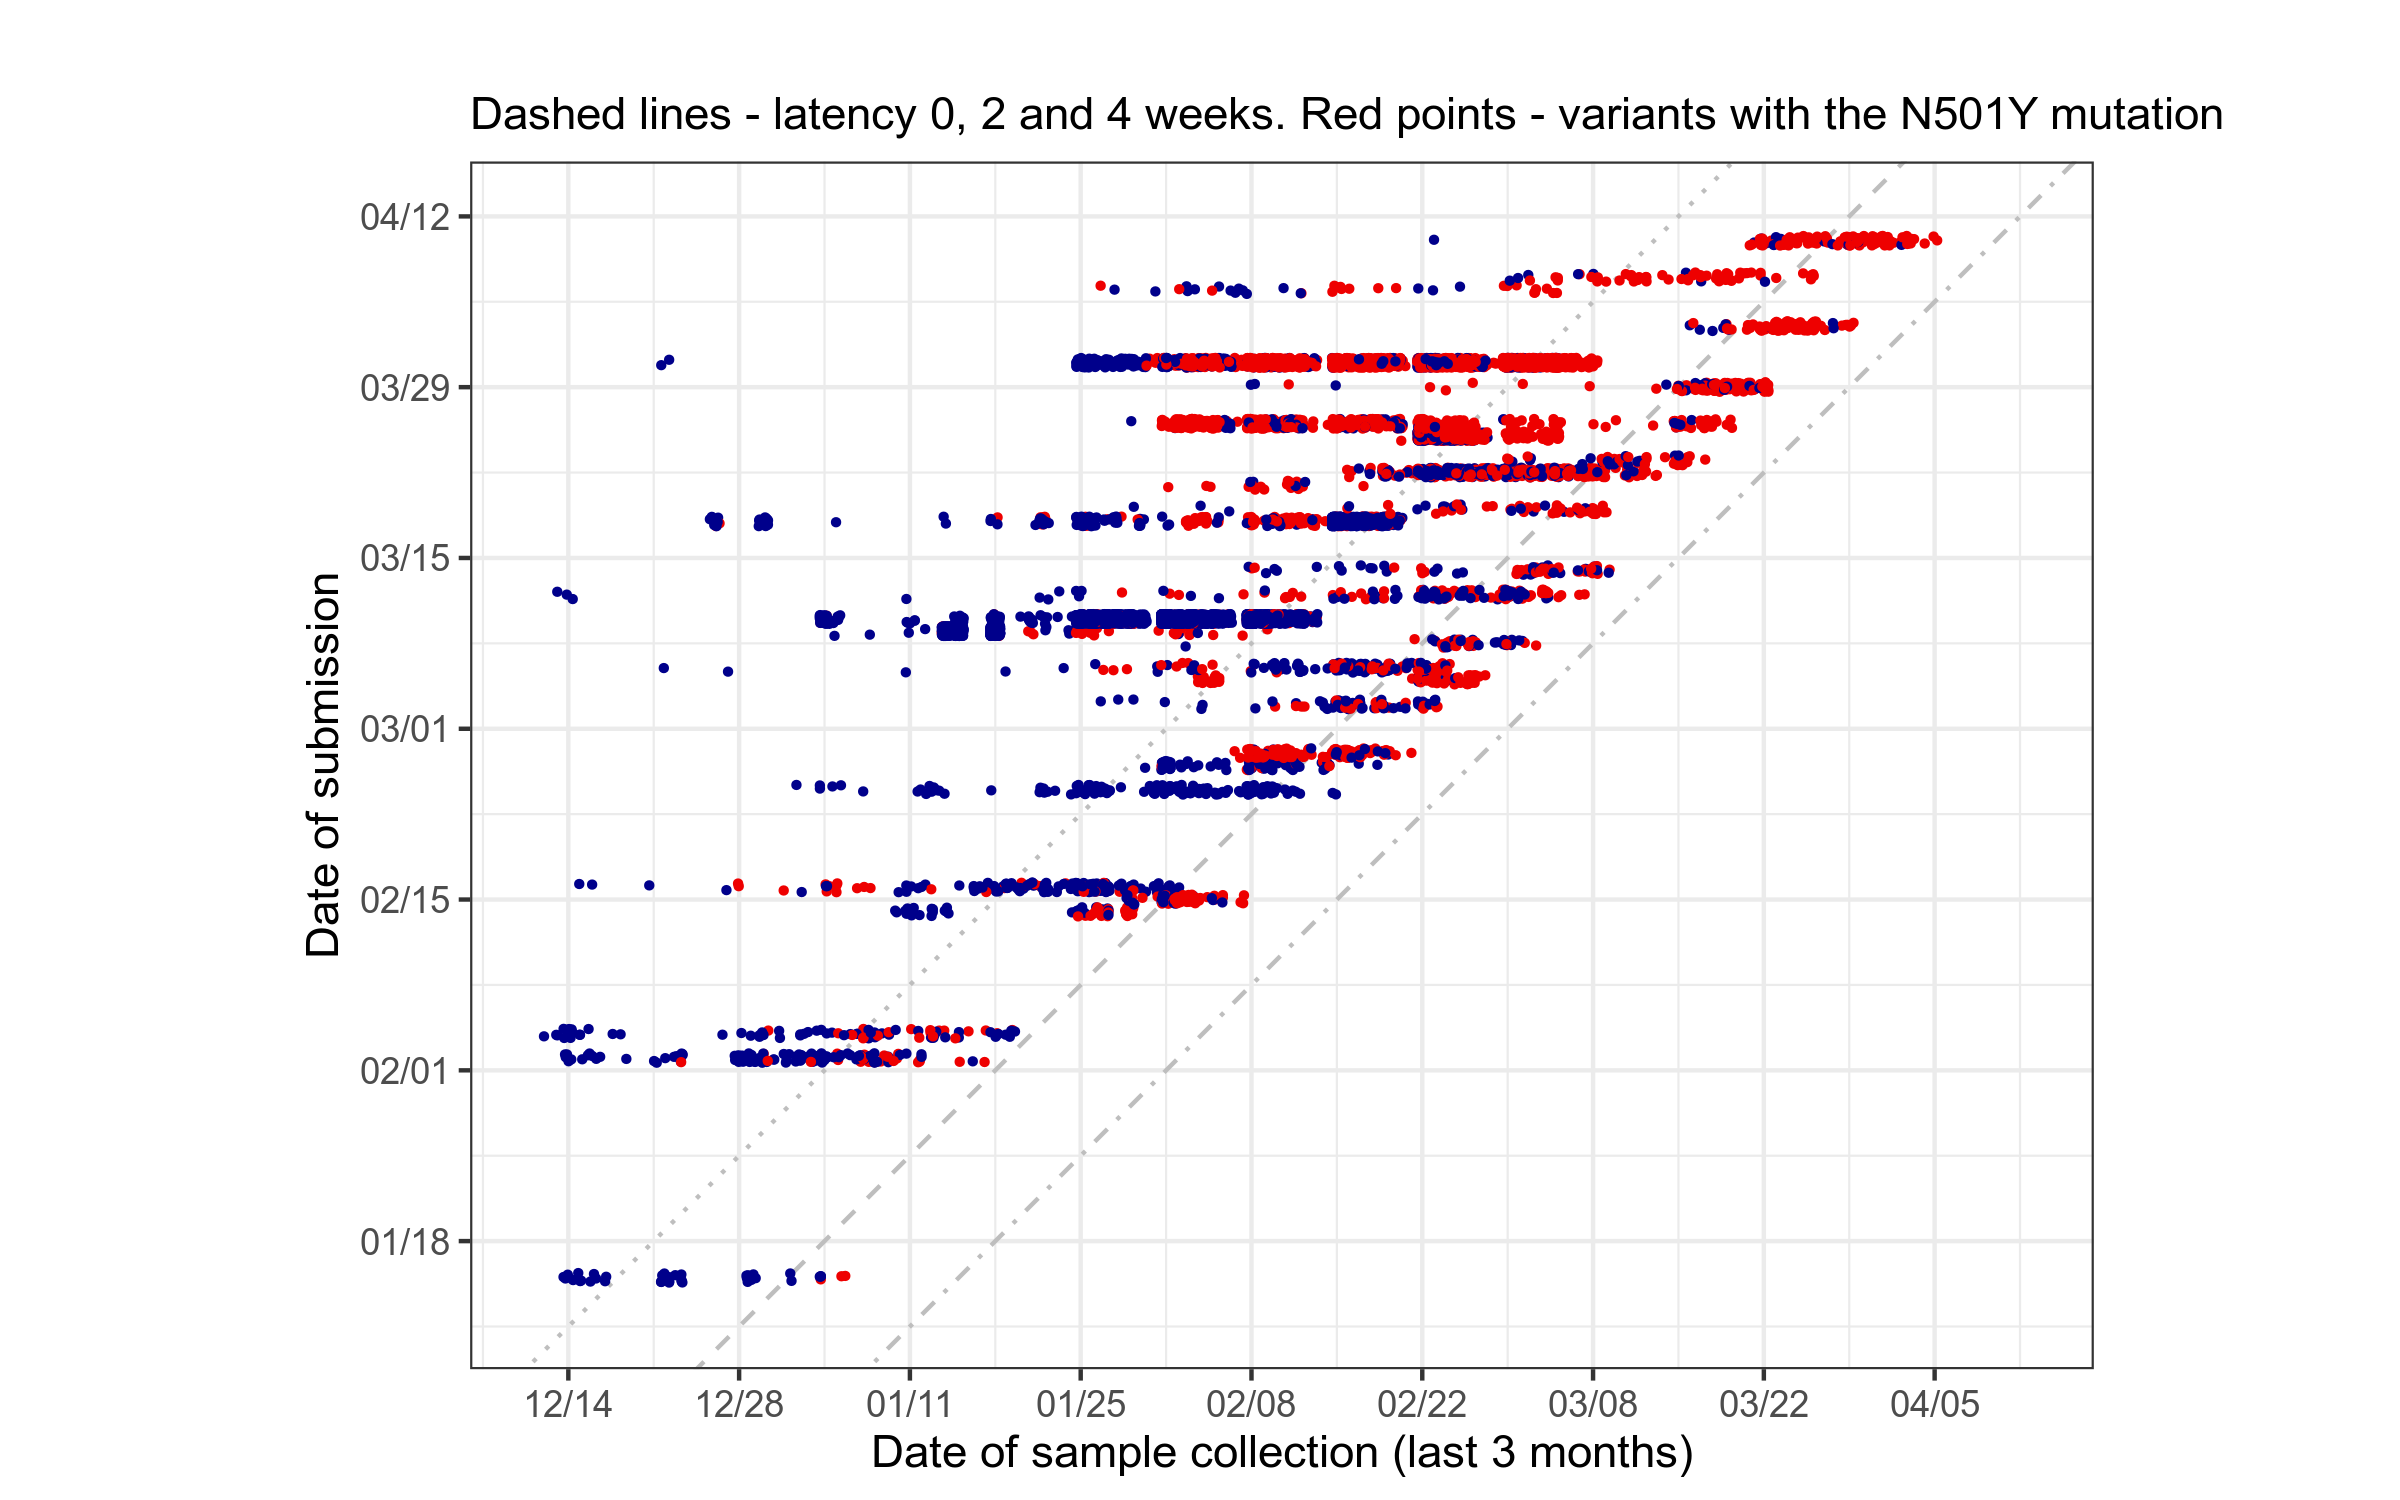 Dashed lines - latency 0, 2 and 4 weeks. Red points - variants with the N501Y mutation
04/12
03/29
03/15
03/01
02/15
02/01
01/18
Date of submission
12/14 12/28 01/11 01/25 02/08 02/22 03/08 03/22 04/05
Date of sample collection (last 3 months)